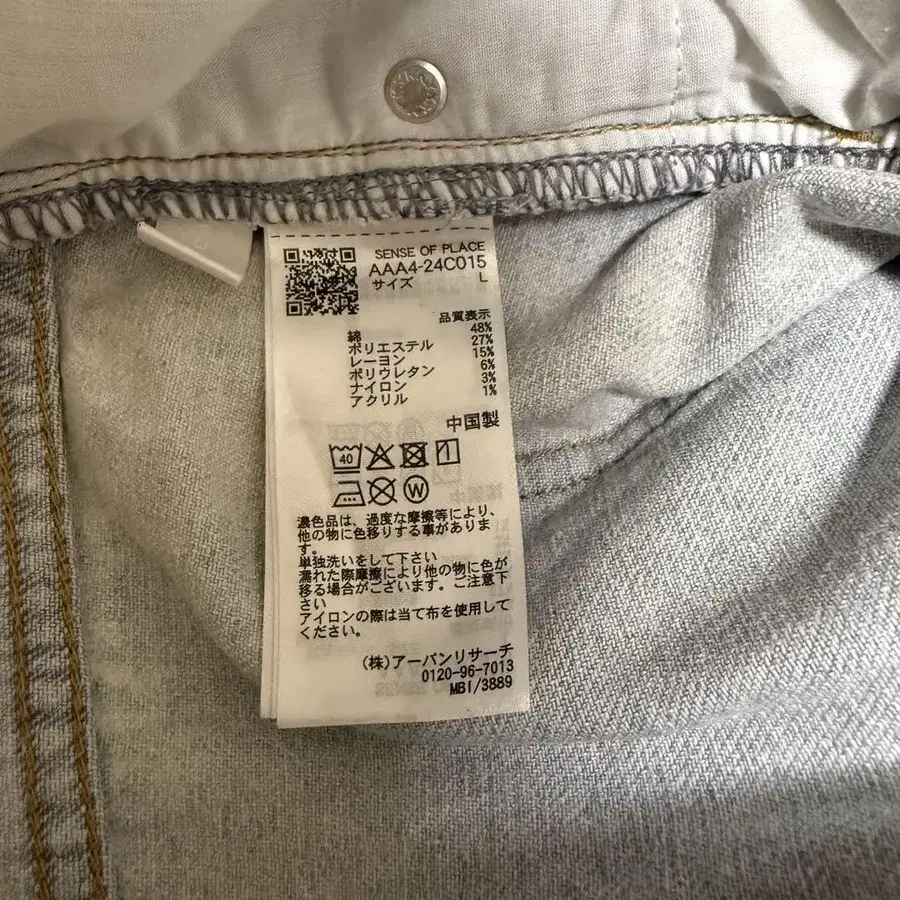 SENSE OF PLACE
AAA4-24C015
サイズ L
品質表示
綿 48%
ポリエステル 27%
レーヨン 15%
ポリウレタン 6%
ナイロン 3%
アクリル 1%
中国製
40
W
濃色品は、過度な摩擦等により、
他の物に色移りする事がありま
す。
単独洗いをして下さい
濡れた際摩擦により他の物に色が
移る場合がございます。ご注意下
さい
アイロンの際は当て布を使用して
ください。
(株)アーバンリサーチ
0120-96-7013
MBI/3889